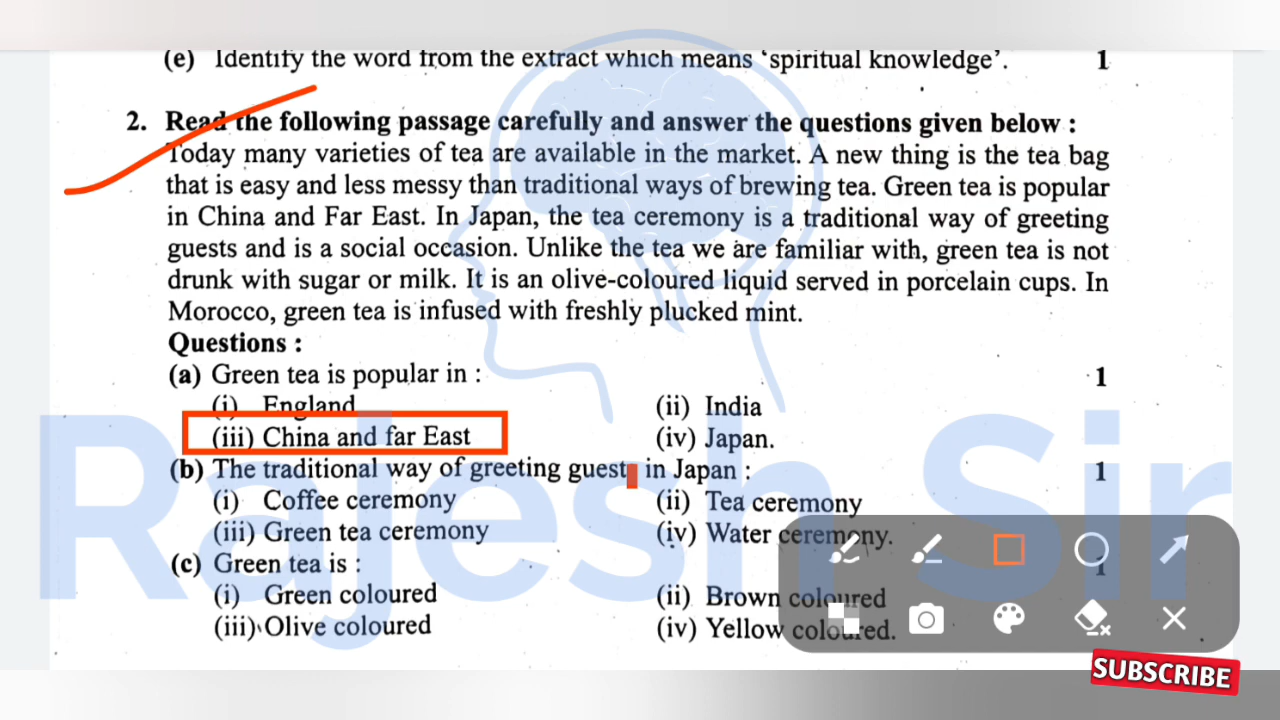 (e) Identify the word from the extract which means ‘spiritual knowledge’. 1
2. Read the following passage carefully and answer the questions given below :
Today many varieties of tea are available in the market. A new thing is the tea bag
that is easy and less messy than traditional ways of brewing tea. Green tea is popular
in China and Far East. In Japan, the tea ceremony is a traditional way of greeting
guests and is a social occasion. Unlike the tea we are familiar with, green tea is not
drunk with sugar or milk. It is an olive-coloured liquid served in porcelain cups. In
Morocco, green tea is infused with freshly plucked mint.
Questions :
(a) Green tea is popular in : 1
(i) England (ii) India
(iii) China and far East (iv) Japan.
(b) The traditional way of greeting guest in Japan : 1
(i) Coffee ceremony (ii) Tea ceremony
(iii) Green tea ceremony (iv) Water ceremony.
(c) Green tea is : 1
(i) Green coloured (ii) Brown coloured
(iii) Olive coloured (iv) Yellow coloured.
Rajesh Sir
SUBSCRIBE